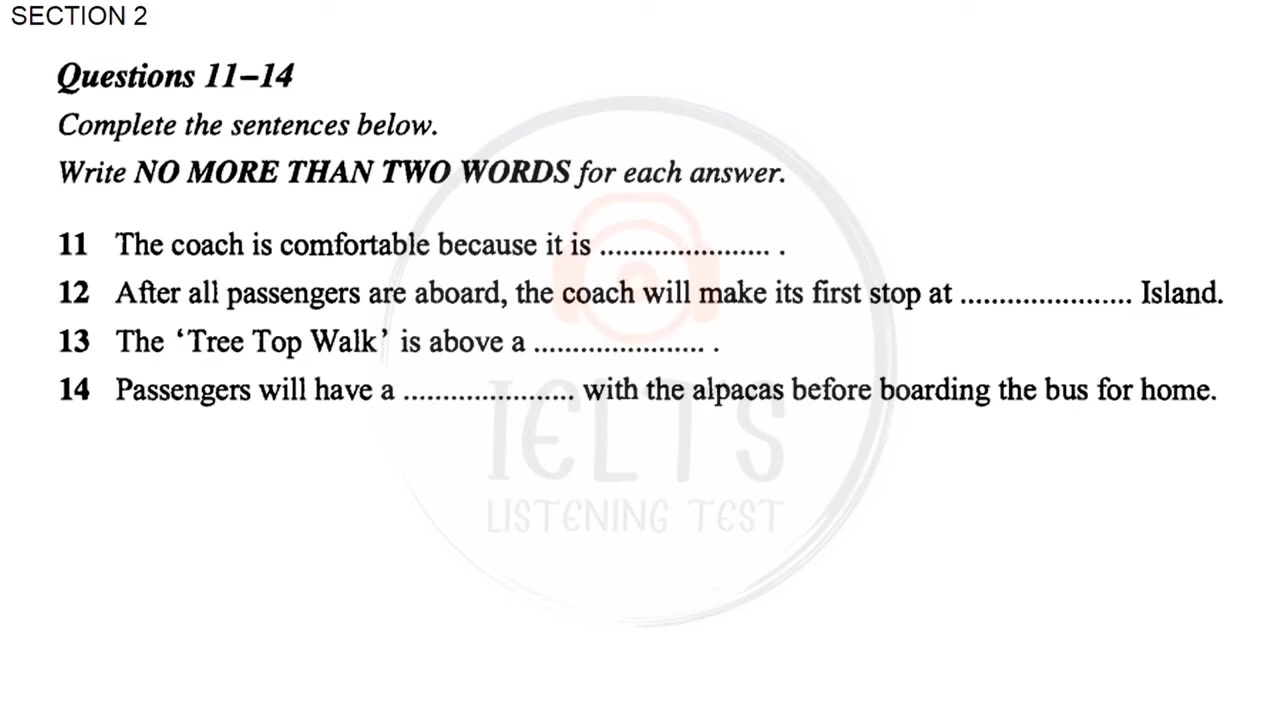 SECTION 2
Questions 11–14
Complete the sentences below.
Write NO MORE THAN TWO WORDS for each answer.
11 The coach is comfortable because it is ...................... .
12 After all passengers are aboard, the coach will make its first stop at ...................... Island.
13 The ‘Tree Top Walk’ is above a ...................... .
14 Passengers will have a ...................... with the alpacas before boarding the bus for home.
IELTS
LISTENING TEST